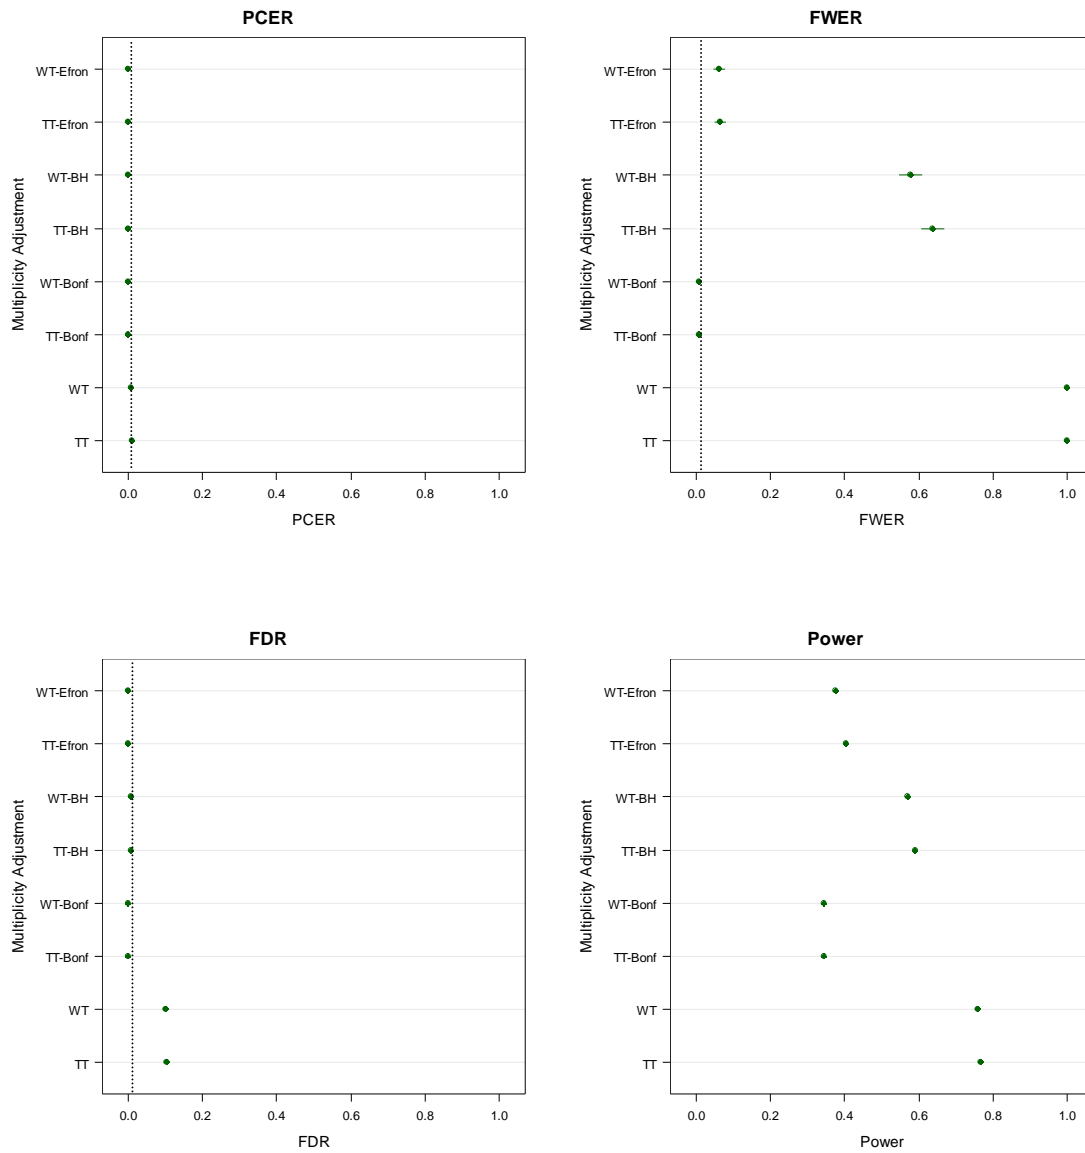 PCER
Multiplicity Adjustment
WT-Efron
TT-Efron
WT-BH
TT-BH
WT-Bonf
TT-Bonf
WT
TT
0.0 0.2 0.4 0.6 0.8 1.0
PCER
FWER
Multiplicity Adjustment
WT-Efron
TT-Efron
WT-BH
TT-BH
WT-Bonf
TT-Bonf
WT
TT
0.0 0.2 0.4 0.6 0.8 1.0
FWER
FDR
Multiplicity Adjustment
WT-Efron
TT-Efron
WT-BH
TT-BH
WT-Bonf
TT-Bonf
WT
TT
0.0 0.2 0.4 0.6 0.8 1.0
FDR
Power
Multiplicity Adjustment
WT-Efron
TT-Efron
WT-BH
TT-BH
WT-Bonf
TT-Bonf
WT
TT
0.0 0.2 0.4 0.6 0.8 1.0
Power